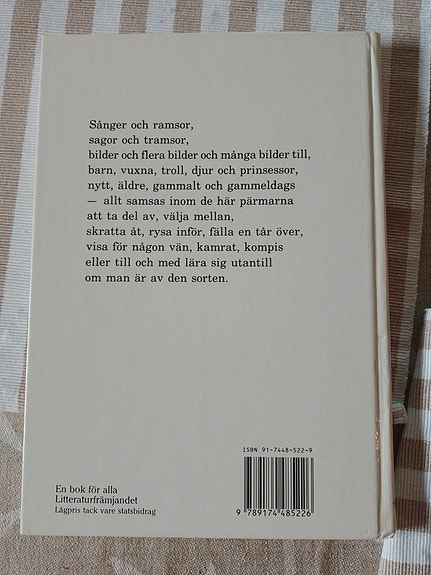 Sånger och ramsor,
sagor och tramsor,
bilder och flera bilder och många bilder till,
barn, vuxna, troll, djur och prinsessor,
nytt, äldre, gammalt och gammeldags
— allt samsas inom de här pärmarna
att ta del av, välja mellan,
skratta åt, rysa inför, fälla en tår över,
visa för någon vän, kamrat, kompis
eller till och med lära sig utantill
om man är av den sorten.
ISBN 91-7448-522-9
En bok för alla
Litteraturfrämjandet
Lågpris tack vare statsbidrag
9 789174 485226